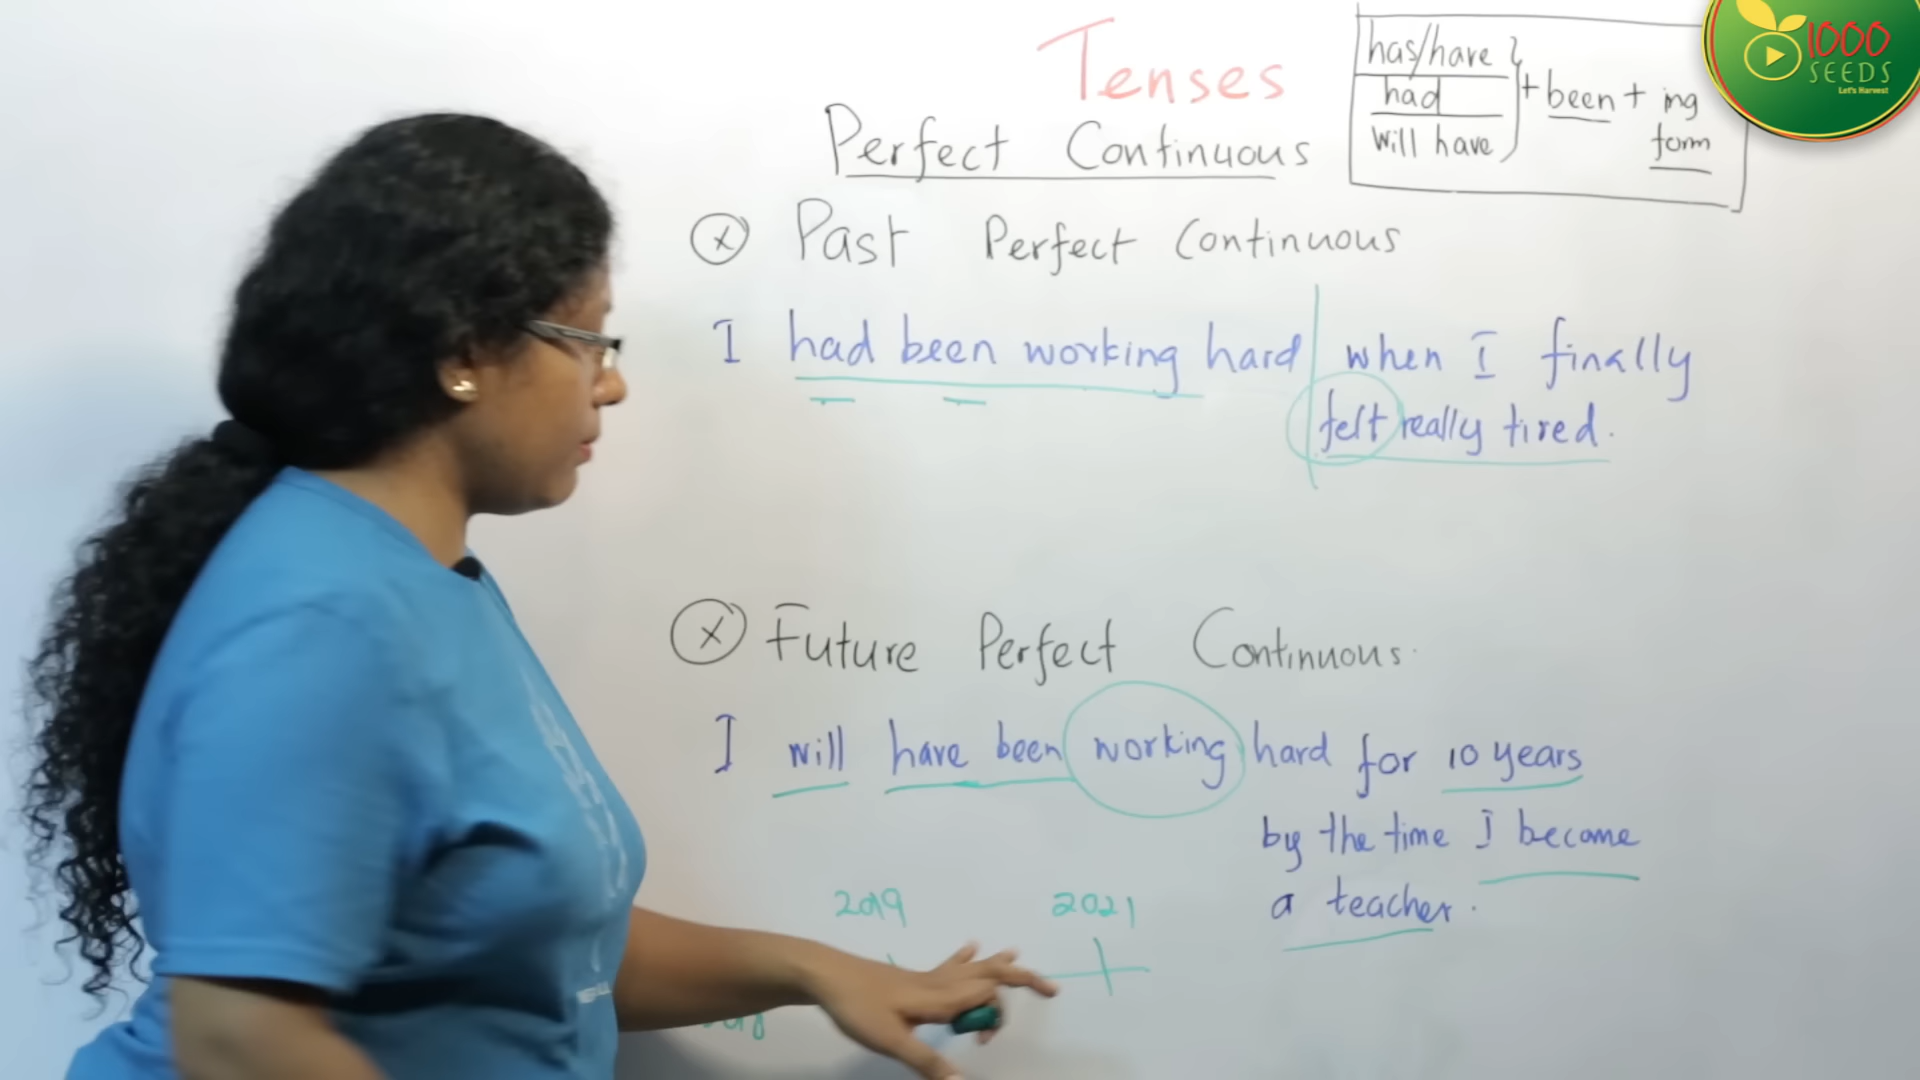 Tenses
Perfect Continuous
has/have
had
will have
+ been + ing
form
1000
SEEDS
Let's Harvest
Past Perfect Continuous
I had been working hard when I finally
felt really tired.
Future Perfect Continuous.
I will have been working hard for 10 years
by the time I become
a teacher.
2019 2021